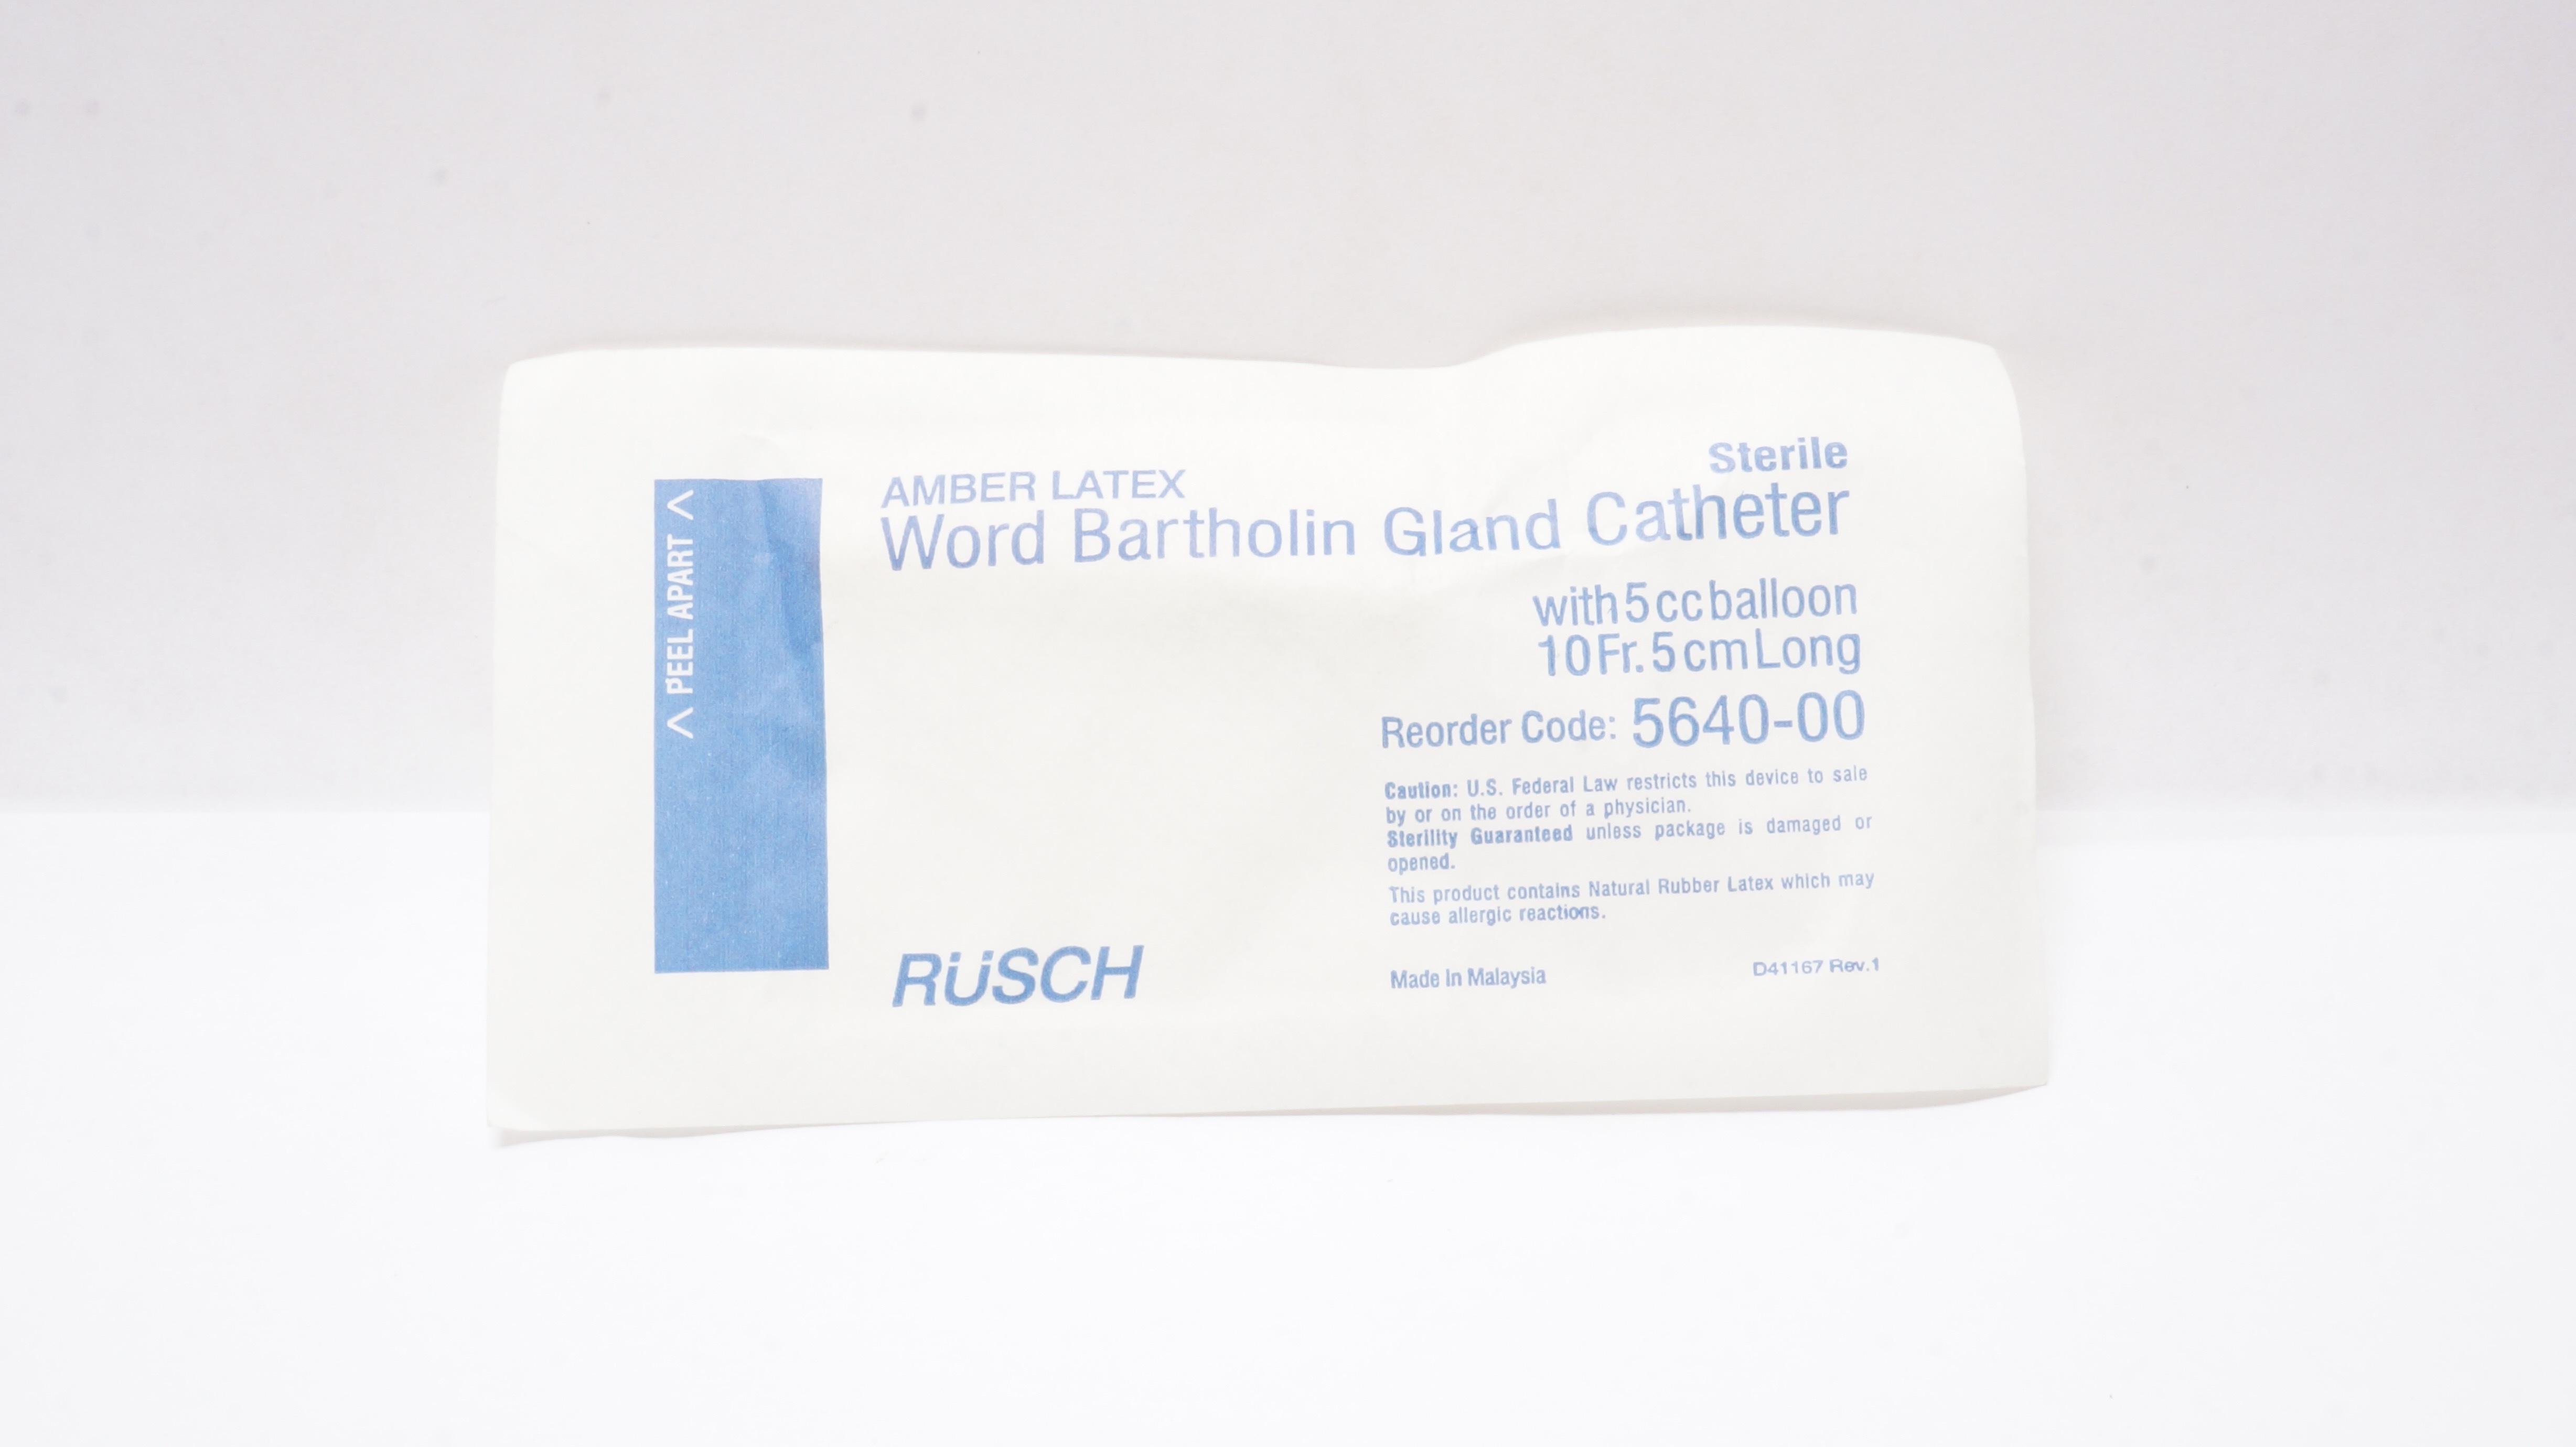 < PEEL APART <
AMBER LATEX
Sterile
Word Bartholin Gland Catheter
with 5 cc balloon
10 Fr. 5 cm Long
Reorder Code: 5640-00
Caution: U.S. Federal Law restricts this device to sale
by or on the order of a physician.
Sterility Guaranteed unless package is damaged or
opened.
This product contains Natural Rubber Latex which may
cause allergic reactions.
RÜSCH
Made In Malaysia
D41167 Rev.1